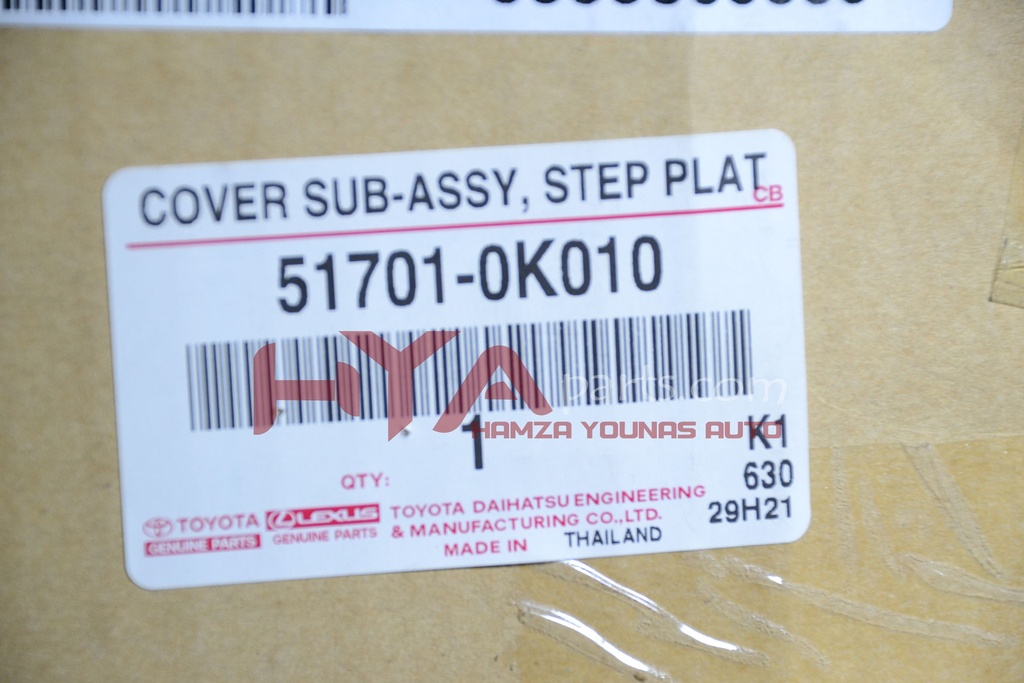 COVER SUB-ASSY, STEP PLAT
CB
51701-0K010
HYA parts.com
HAMZA YOUNAS AUTO
1
K1
QTY:
630
29H21
TOYOTA
GENUINE PARTS
LEXUS
GENUINE PARTS
TOYOTA DAIHATSU ENGINEERING
& MANUFACTURING CO.,LTD.
MADE IN THAILAND